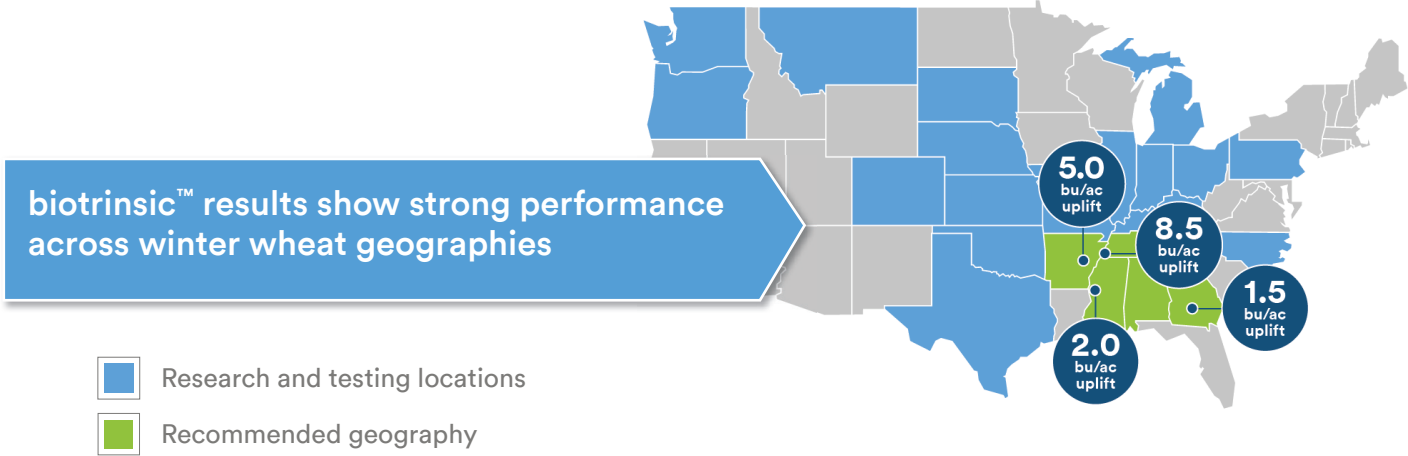 biotrinsic™ results show strong performance
across winter wheat geographies
5.0
bu/ac
uplift
8.5
bu/ac
uplift
1.5
bu/ac
uplift
2.0
bu/ac
uplift
Research and testing locations
Recommended geography